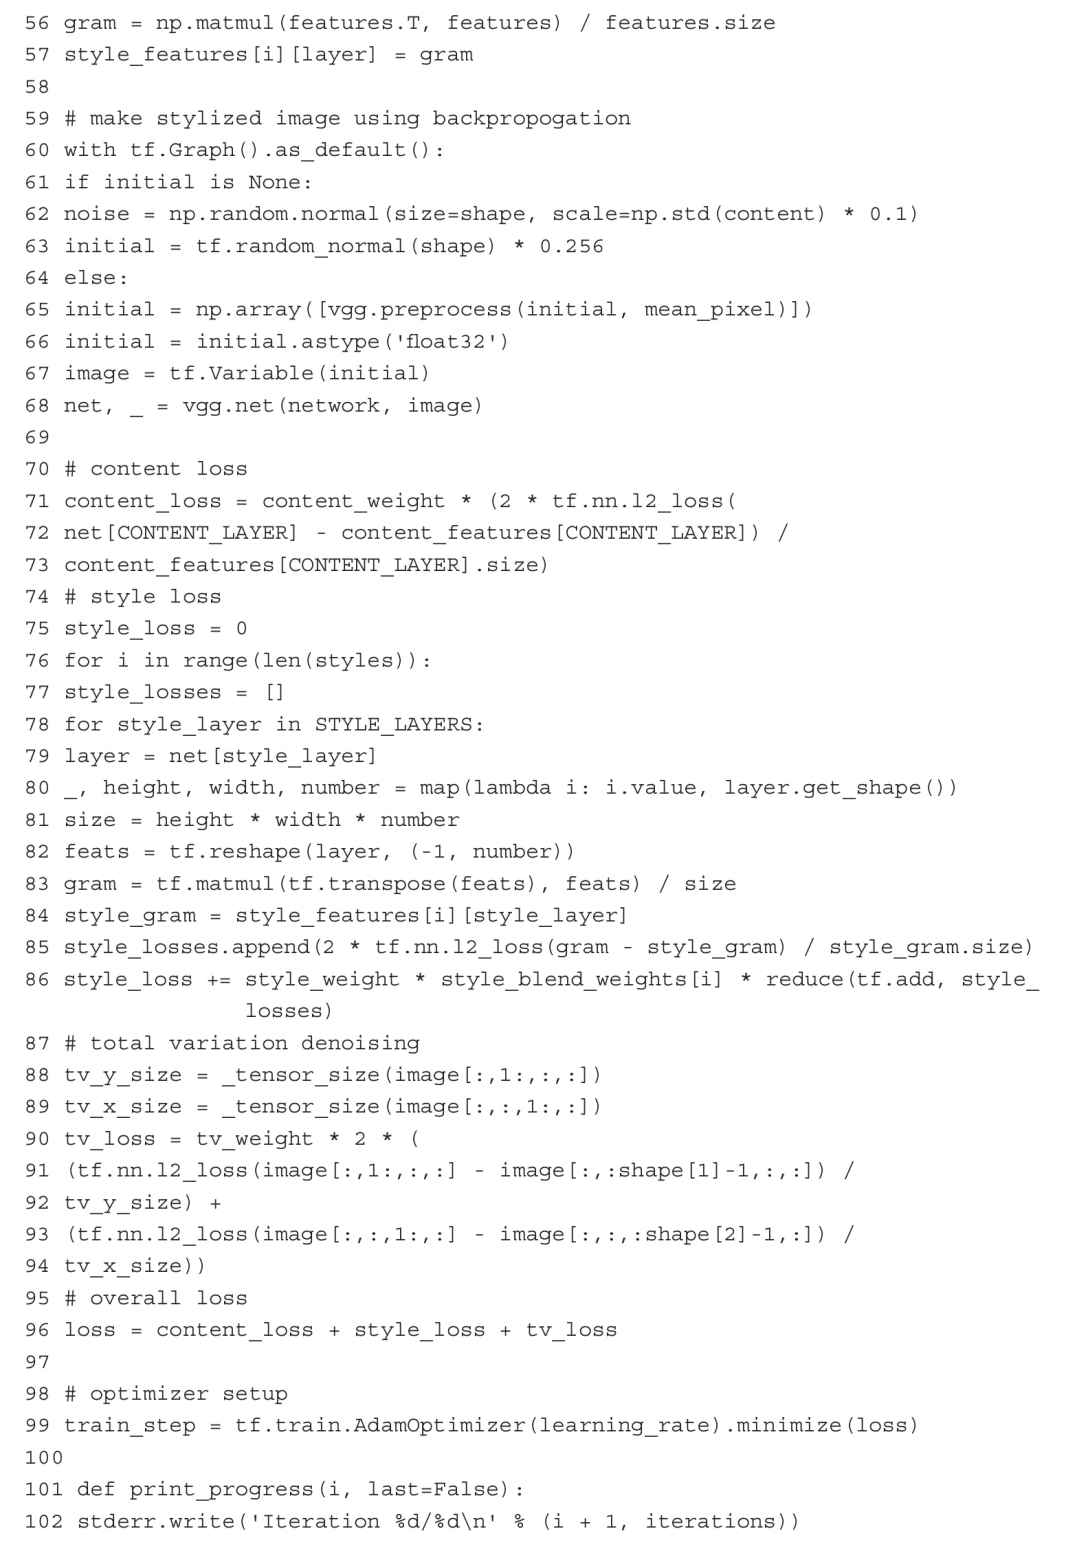 56 gram = np.matmul(features.T, features) / features.size
57 style_features[i][layer] = gram
58
59 # make stylized image using backpropogation
60 with tf.Graph().as_default():
61 if initial is None:
62 noise = np.random.normal(size=shape, scale=np.std(content) * 0.1)
63 initial = tf.random_normal(shape) * 0.256
64 else:
65 initial = np.array([vgg.preprocess(initial, mean_pixel)])
66 initial = initial.astype('float32')
67 image = tf.Variable(initial)
68 net, _ = vgg.net(network, image)
69
70 # content loss
71 content_loss = content_weight * (2 * tf.nn.l2_loss(
72 net[CONTENT_LAYER] - content_features[CONTENT_LAYER]) /
73 content_features[CONTENT_LAYER].size)
74 # style loss
75 style_loss = 0
76 for i in range(len(styles)):
77 style_losses = []
78 for style_layer in STYLE_LAYERS:
79 layer = net[style_layer]
80 _, height, width, number = map(lambda i: i.value, layer.get_shape())
81 size = height * width * number
82 feats = tf.reshape(layer, (-1, number))
83 gram = tf.matmul(tf.transpose(feats), feats) / size
84 style_gram = style_features[i][style_layer]
85 style_losses.append(2 * tf.nn.l2_loss(gram - style_gram) / style_gram.size)
86 style_loss += style_weight * style_blend_weights[i] * reduce(tf.add, style_
losses)
87 # total variation denoising
88 tv_y_size = _tensor_size(image[:,1:,:,:])
89 tv_x_size = _tensor_size(image[:,:,1:,:])
90 tv_loss = tv_weight * 2 * (
91 (tf.nn.l2_loss(image[:,1:,:,:] - image[:,:shape[1]-1,:,:]) /
92 tv_y_size) +
93 (tf.nn.l2_loss(image[:,:,1:,:] - image[:,:,:shape[2]-1,:]) /
94 tv_x_size))
95 # overall loss
96 loss = content_loss + style_loss + tv_loss
97
98 # optimizer setup
99 train_step = tf.train.AdamOptimizer(learning_rate).minimize(loss)
100
101 def print_progress(i, last=False):
102 stderr.write('Iteration %d/%d\n' % (i + 1, iterations))